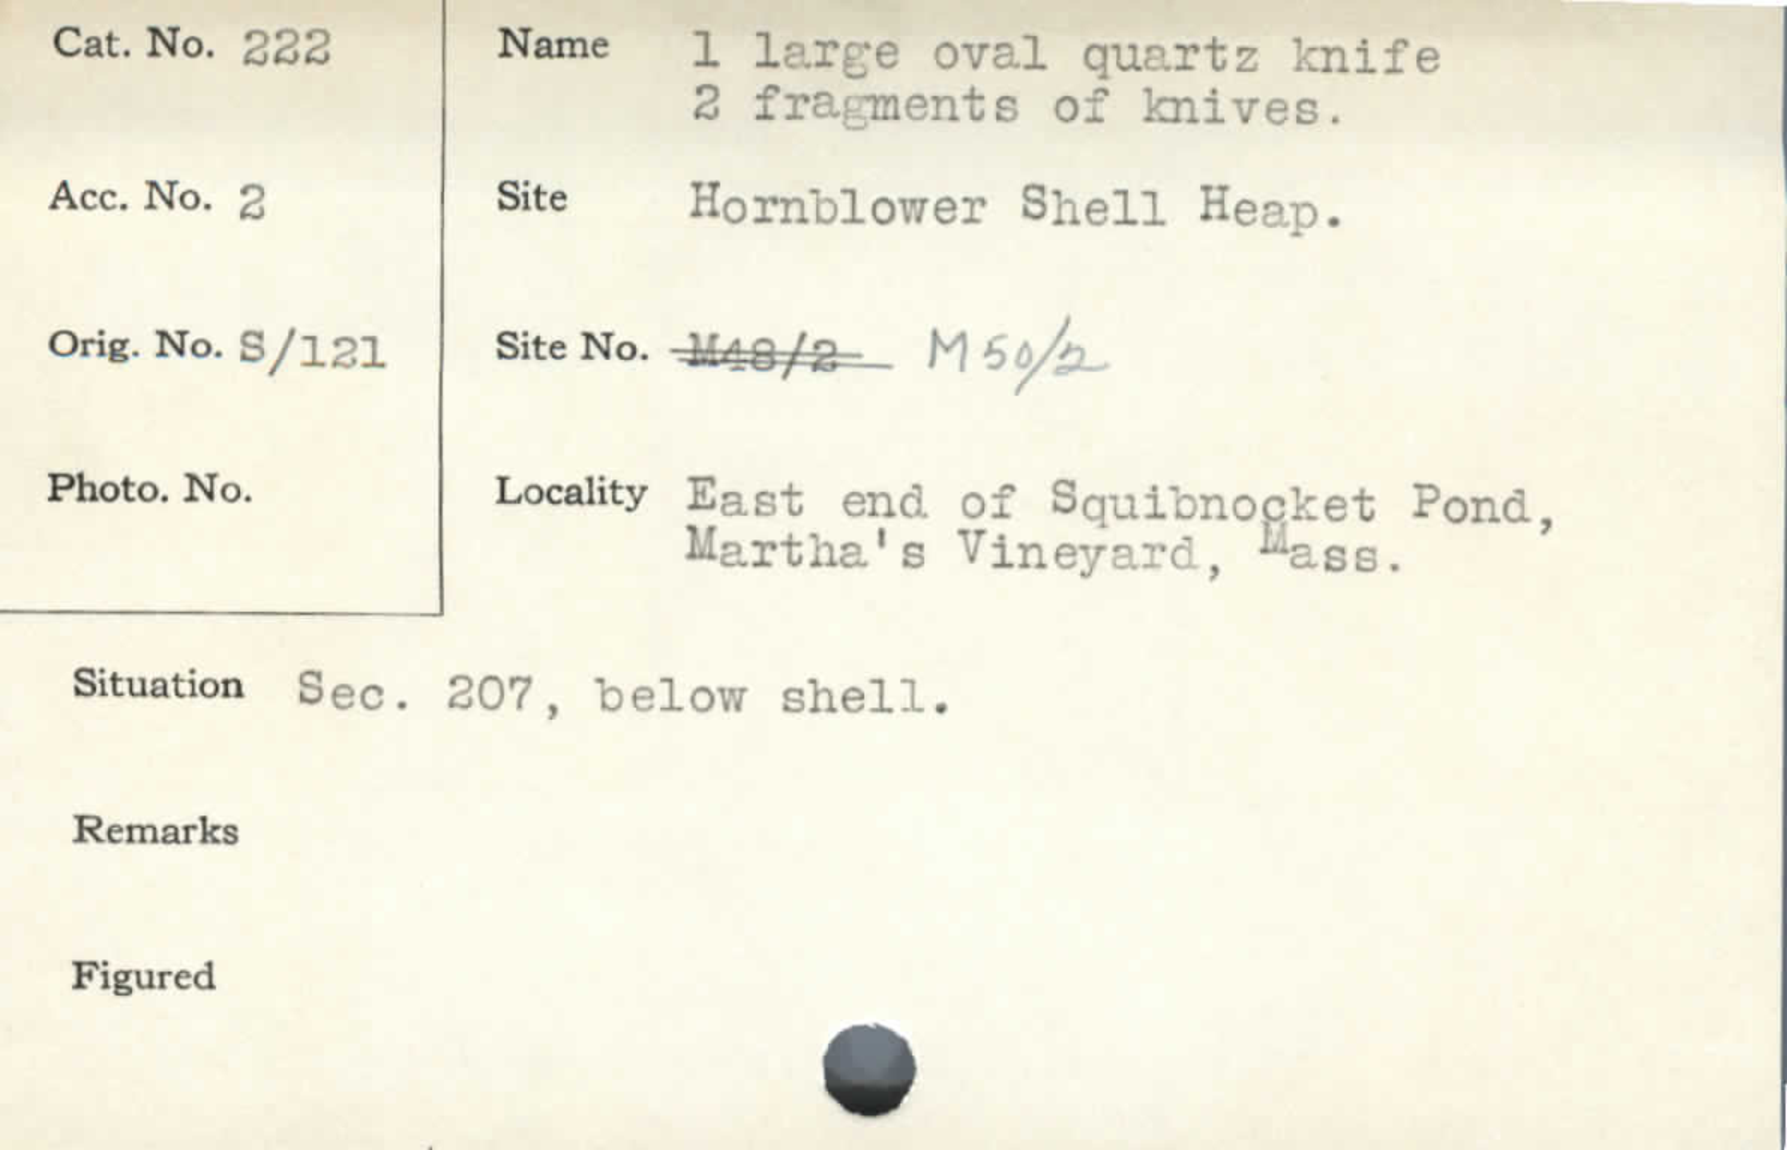 Cat. No. 222
Name 1 large oval quartz knife
2 fragments of knives.
Acc. No. 2
Site Hornblower Shell Heap.
Orig. No. S/121
Site No. M48/2 M50/2
Photo. No.
Locality East end of Squibnocket Pond,
Martha's Vineyard, Mass.
Situation Sec. 207, below shell.
Remarks
Figured